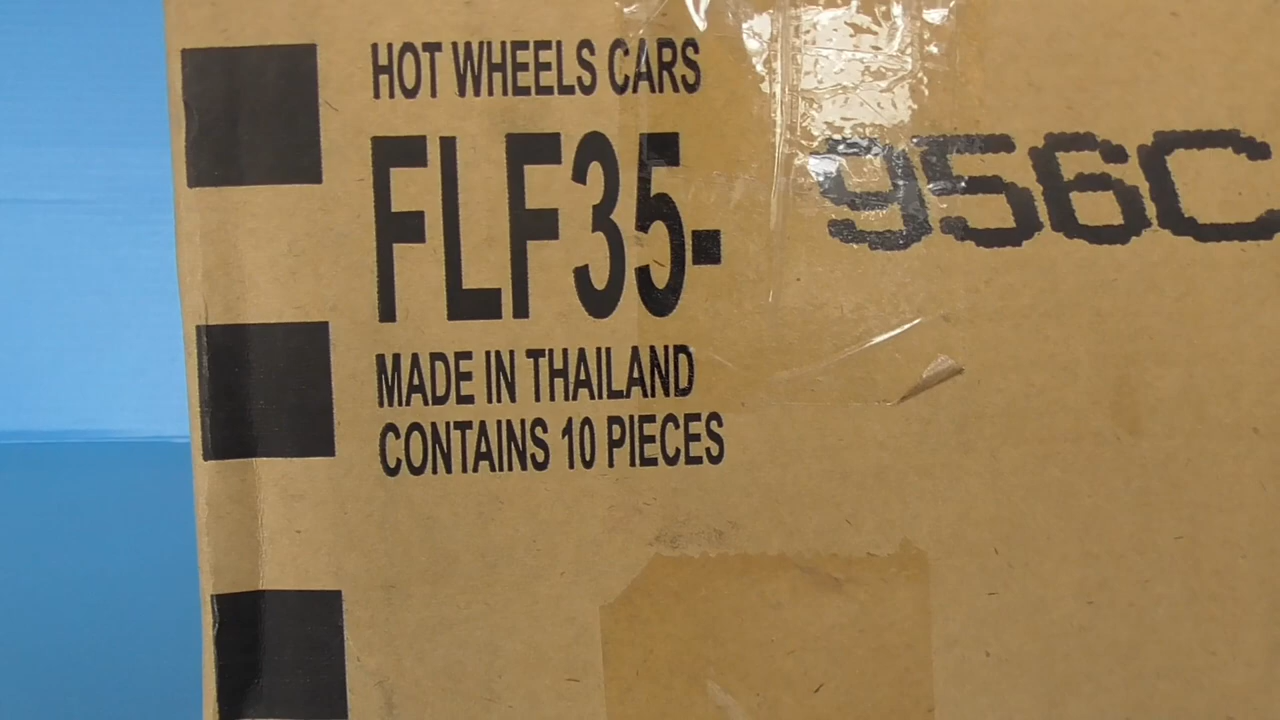 HOT WHEELS CARS
FLF35- 956C
MADE IN THAILAND
CONTAINS 10 PIECES